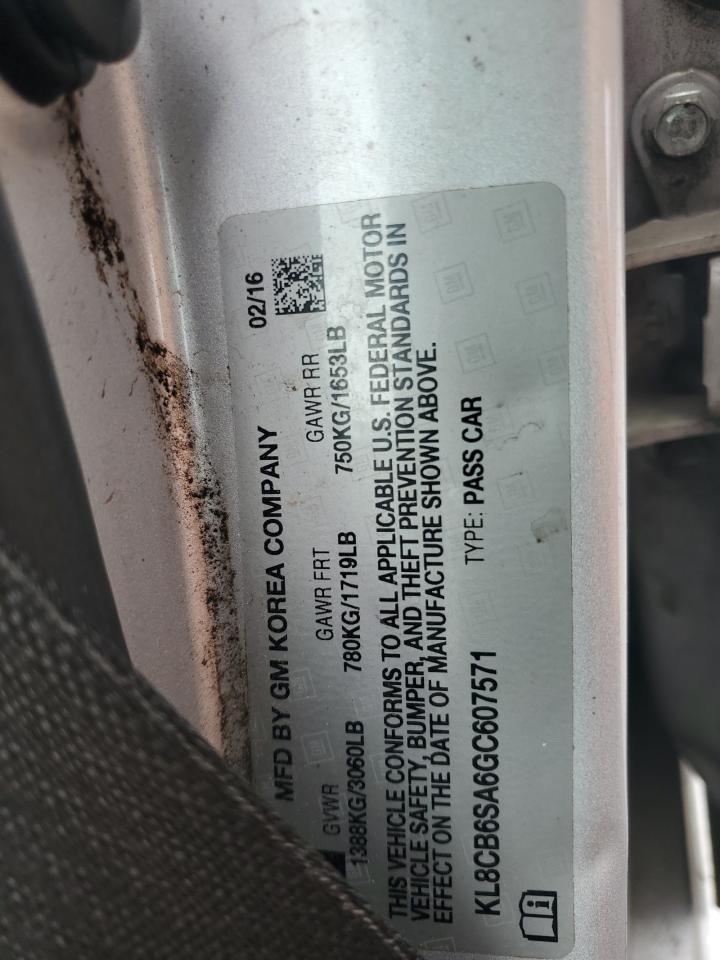 MFD BY GM KOREA COMPANY 02/16
GVWR GAWR FRT GAWR RR
1388KG/3060LB 780KG/1719LB 750KG/1653LB
THIS VEHICLE CONFORMS TO ALL APPLICABLE U.S. FEDERAL MOTOR
VEHICLE SAFETY, BUMPER, AND THEFT PREVENTION STANDARDS IN
EFFECT ON THE DATE OF MANUFACTURE SHOWN ABOVE.
KL8CB6SA6GC607571 TYPE: PASS CAR